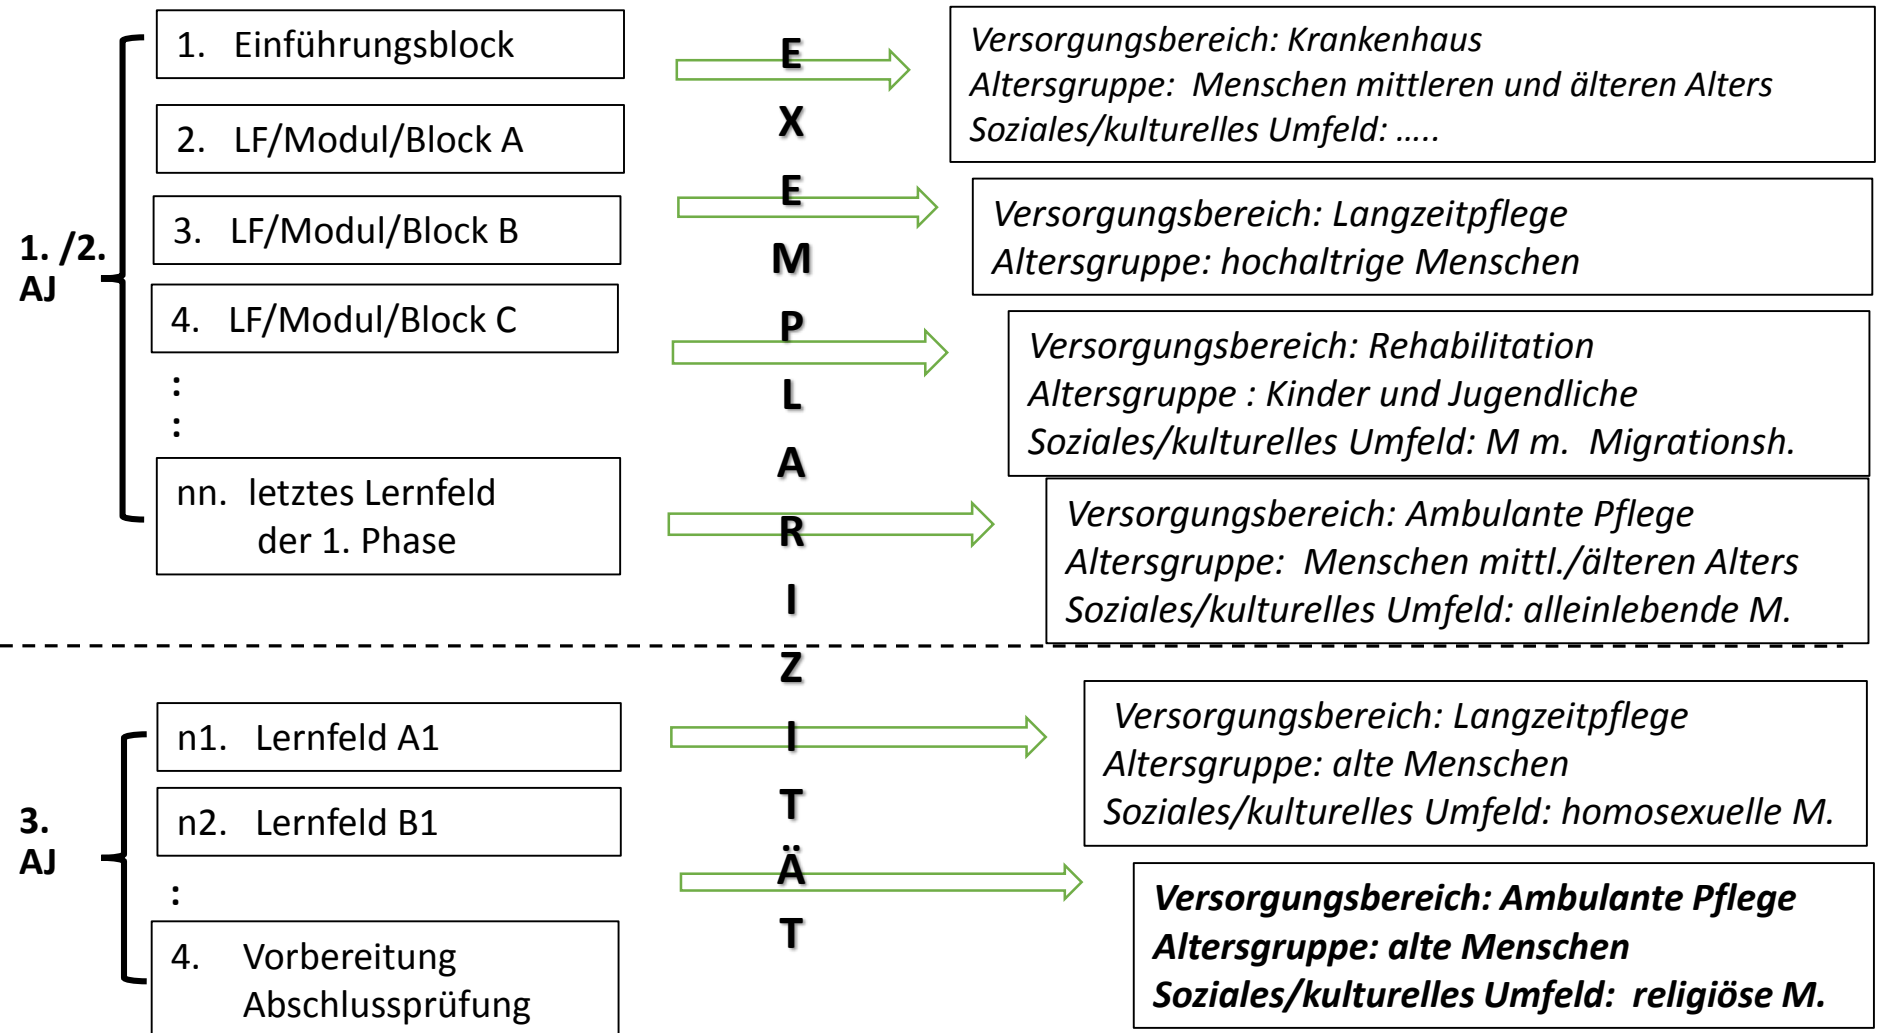 1. /2.
AJ
1. Einführungsblock
2. LF/Modul/Block A
3. LF/Modul/Block B
4. LF/Modul/Block C
:
:
nn. letztes Lernfeld
der 1. Phase
E
X
E
M
P
L
A
R
I
Z
I
T
Ä
T
Versorgungsbereich: Krankenhaus
Altersgruppe: Menschen mittleren und älteren Alters
Soziales/kulturelles Umfeld: .....
Versorgungsbereich: Langzeitpflege
Altersgruppe: hochaltrige Menschen
Versorgungsbereich: Rehabilitation
Altersgruppe : Kinder und Jugendliche
Soziales/kulturelles Umfeld: M m. Migrationsh.
Versorgungsbereich: Ambulante Pflege
Altersgruppe: Menschen mittl./älteren Alters
Soziales/kulturelles Umfeld: alleinlebende M.
3.
AJ
n1. Lernfeld A1
n2. Lernfeld B1
:
4. Vorbereitung
Abschlussprüfung
Versorgungsbereich: Langzeitpflege
Altersgruppe: alte Menschen
Soziales/kulturelles Umfeld: homosexuelle M.
Versorgungsbereich: Ambulante Pflege
Altersgruppe: alte Menschen
Soziales/kulturelles Umfeld: religiöse M.